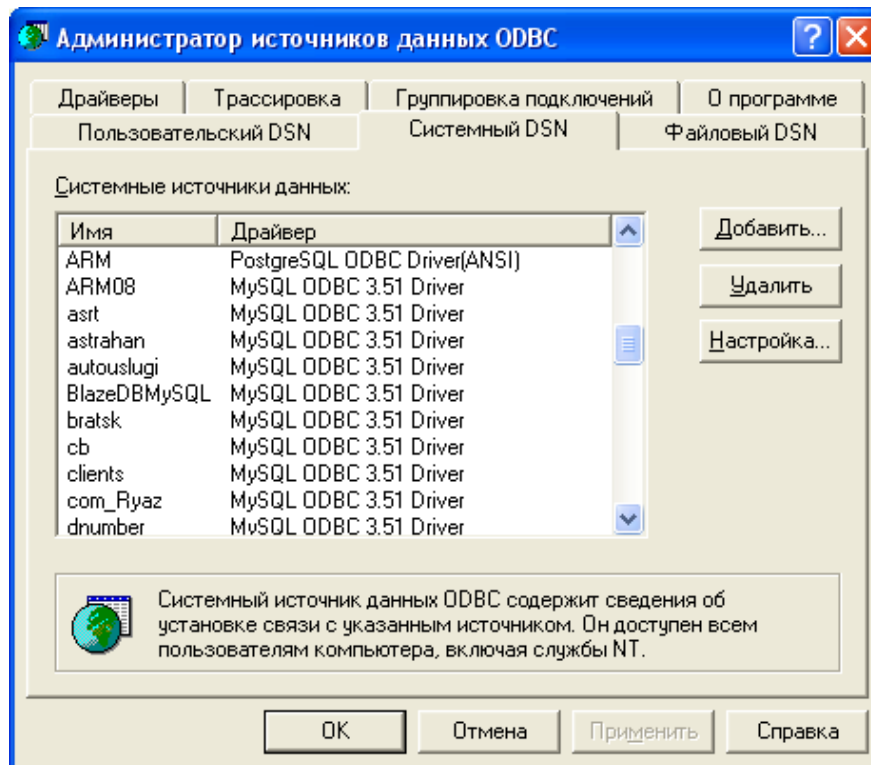 Администратор источников данных ODBC
?
Драйверы Трассировка Группировка подключений О программе
Пользовательский DSN Системный DSN Файловый DSN
Системные источники данных:
Имя Драйвер
ARM PostgreSQL ODBC Driver(ANSI)
ARM08 MySQL ODBC 3.51 Driver
asrt MySQL ODBC 3.51 Driver
astrahan MySQL ODBC 3.51 Driver
autouslugi MySQL ODBC 3.51 Driver
BlazeDBMySQL MySQL ODBC 3.51 Driver
bratsk MySQL ODBC 3.51 Driver
cb MySQL ODBC 3.51 Driver
clients MySQL ODBC 3.51 Driver
com_Ryaz MySQL ODBC 3.51 Driver
dnumber MySQL ODBC 3.51 Driver
Добавить...
Удалить
Настройка...
Системный источник данных ODBC содержит сведения об
установке связи с указанным источником. Он доступен всем
пользователям компьютера, включая службы NT.
OK Отмена Применить Справка